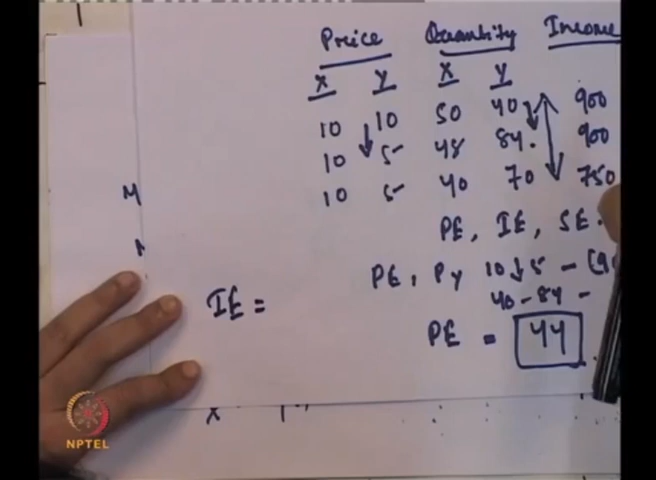 Price Quantity Income
X Y X Y
10 10 50 40 900
10 5 48 84. 900
10 5 40 70 750
M
PE, IE, SE.
PE, Py 10 ↓ 5 - (9
40 - 84 -
IE =
PE = 44
X
NPTEL